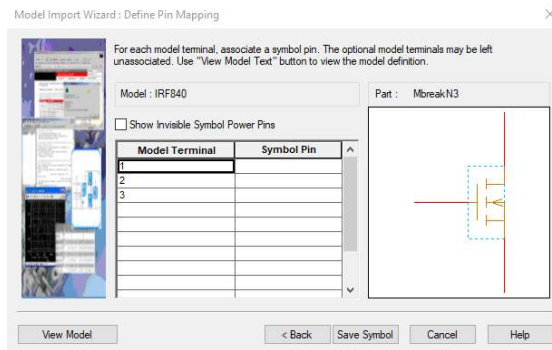 Model Import Wizard : Define Pin Mapping
For each model terminal, associate a symbol pin. The optional model terminals may be left
unassociated. Use "View Model Text" button to view the model definition.
Model : IRF840
Part : MbreakN3
Show Invisible Symbol Power Pins
Model Terminal Symbol Pin
1
2
3
View Model < Back Save Symbol Cancel Help